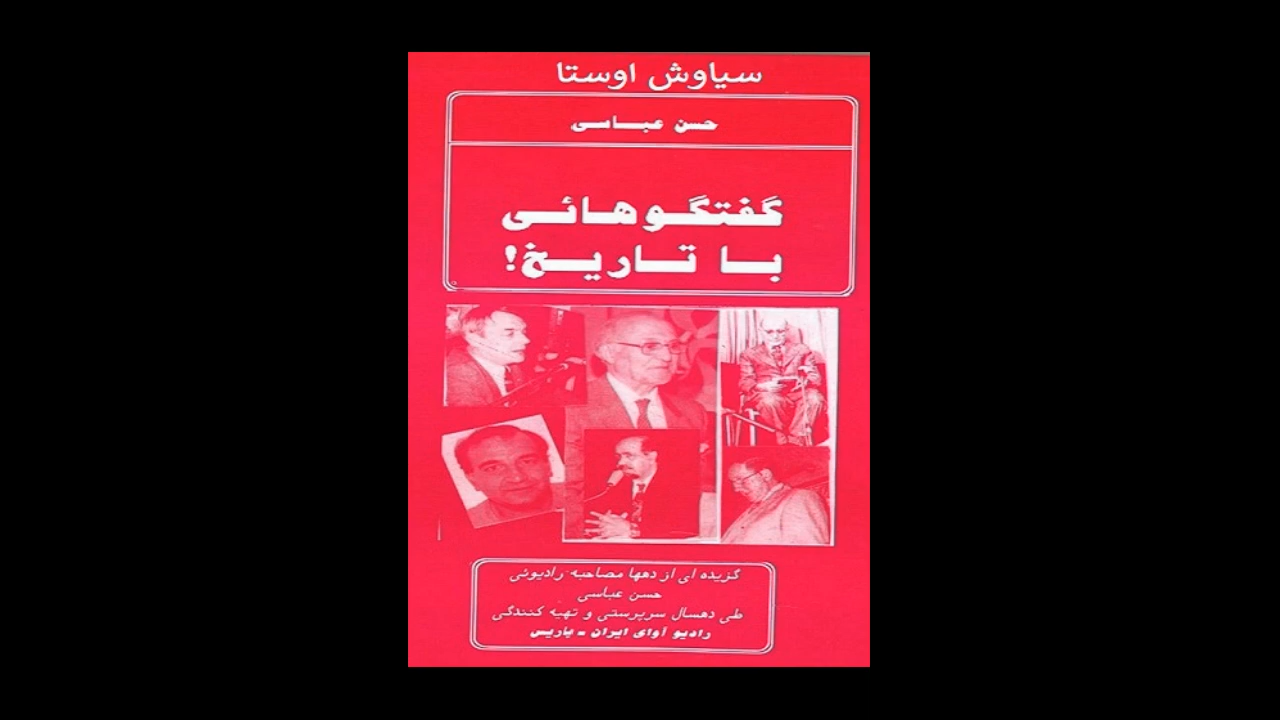 سیاوش اوستا
حسن عباسی
گفتگوهائی
با تاریخ!
گزیده ای از دهها مصاحبه رادیوئی
حسن عباسی
طی دهسال سرپرستی و تهیه کنندگی
رادیو آوای ایران - پاریس